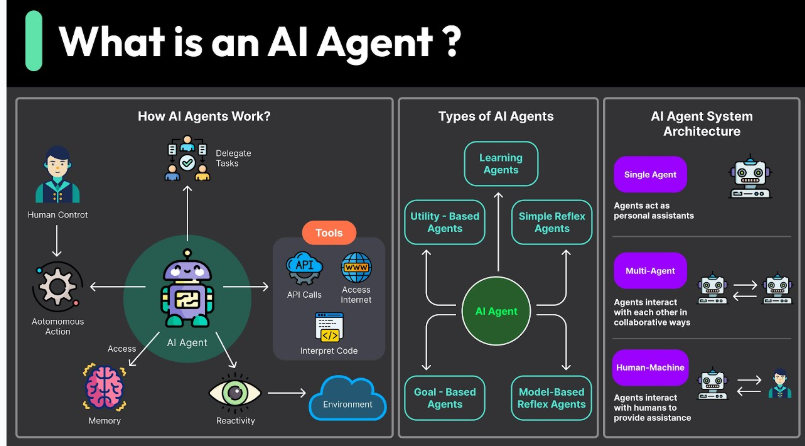 What is an AI Agent ?
How AI Agents Work?
Delegate
Tasks
Human Controt
Tools
API
API Calls
WWW
Access
Internet
Interpret Code
Aotomomous
Action
AI Agent
Access
Memory
Reactivity
Environment
Types of AI Agents
Learning
Agents
Utility - Based
Agents
Simple Reflex
Agents
AI Agent
Goal - Based
Agents
Model-Based
Reflex Agents
AI Agent System
Architecture
Single Agent
Agents act as
personal assistants
Multi-Agent
Agents interact
with each other in
collaborative ways
Human-Machine
Agents interact
with humans to
provide assistance